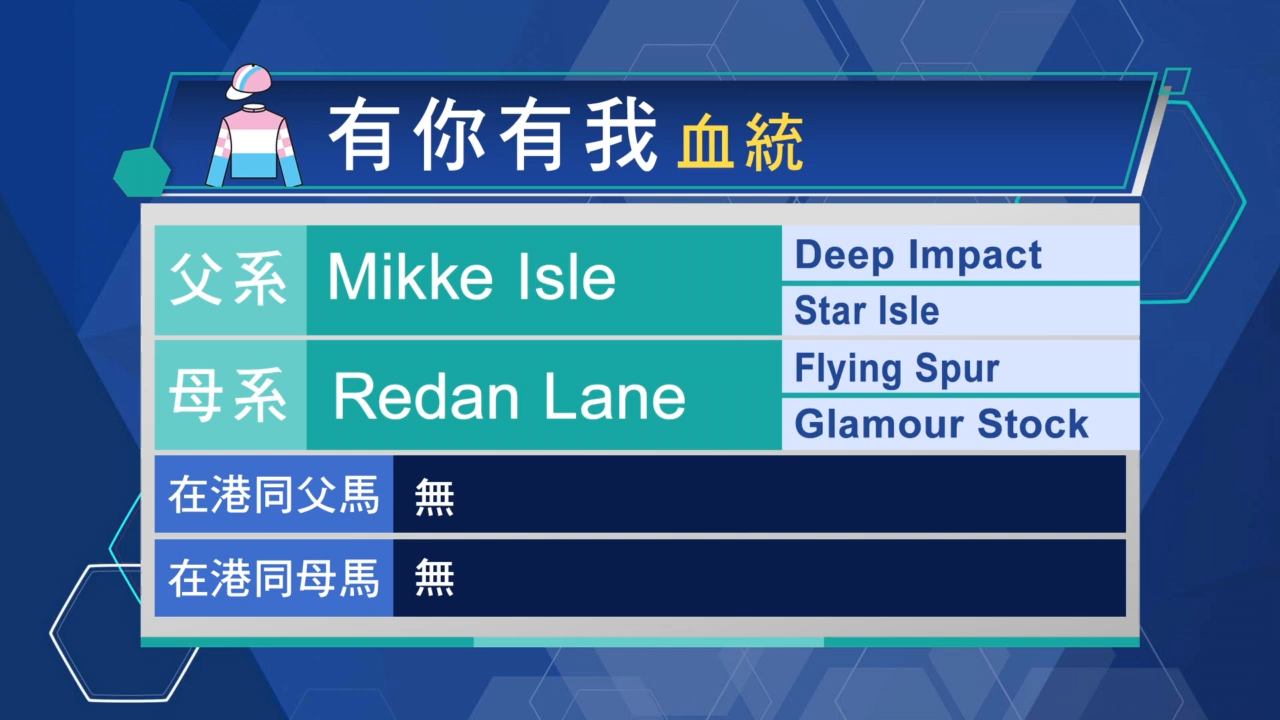 有你有我 血統
父系 Mikke Isle
Deep Impact
Star Isle
母系 Redan Lane
Flying Spur
Glamour Stock
在港同父馬 無
在港同母馬 無